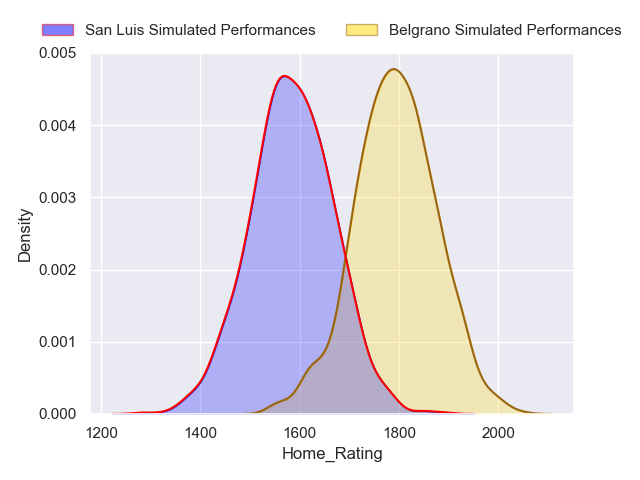 San Luis Simulated Performances Belgrano Simulated Performances
0.005
0.004
0.003
0.002
0.001
0.000
Density
1200 1400 1600 1800 2000
Home_Rating